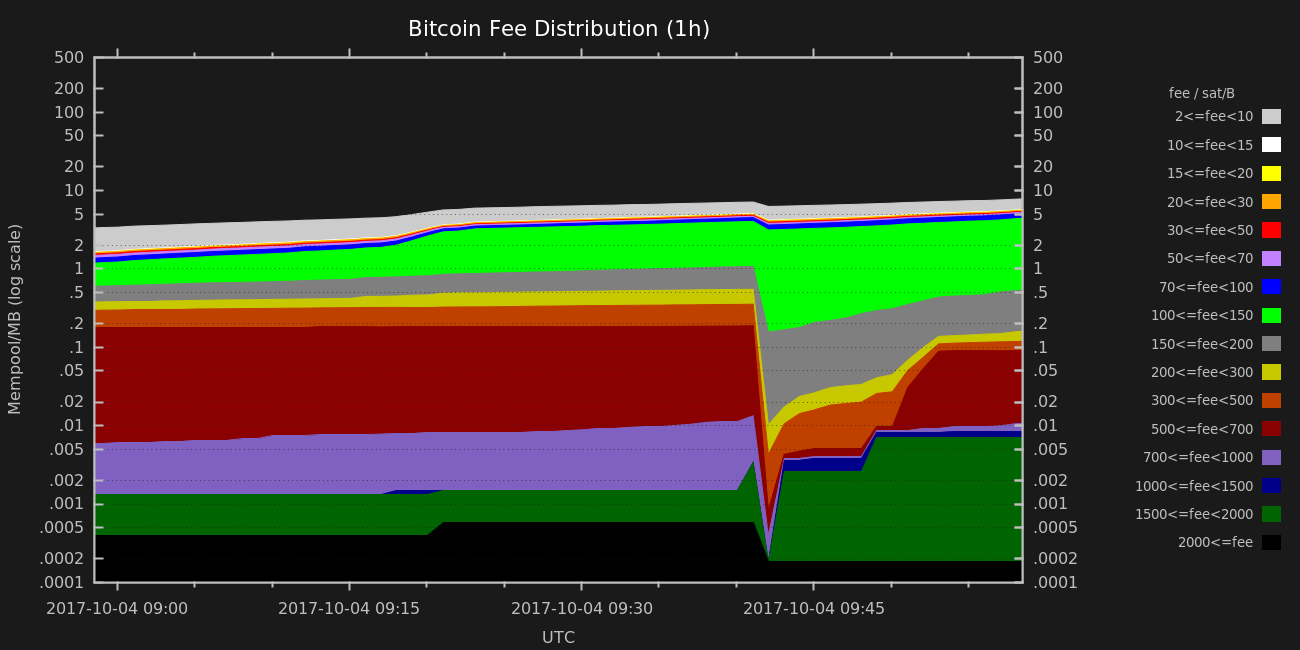 Bitcoin Fee Distribution (1h)
500
200
100
50
20
10
5
2
1
.5
.2
.1
.05
.02
.01
.005
.002
.001
.0005
.0002
.0001
Mempool/MB (log scale)
500
200
100
50
20
10
5
2
1
.5
.2
.1
.05
.02
.01
.005
.002
.001
.0005
.0002
.0001
2017-10-04 09:00 2017-10-04 09:15 2017-10-04 09:30 2017-10-04 09:45
UTC
fee / sat/B
2<=fee<10
10<=fee<15
15<=fee<20
20<=fee<30
30<=fee<50
50<=fee<70
70<=fee<100
100<=fee<150
150<=fee<200
200<=fee<300
300<=fee<500
500<=fee<700
700<=fee<1000
1000<=fee<1500
1500<=fee<2000
2000<=fee